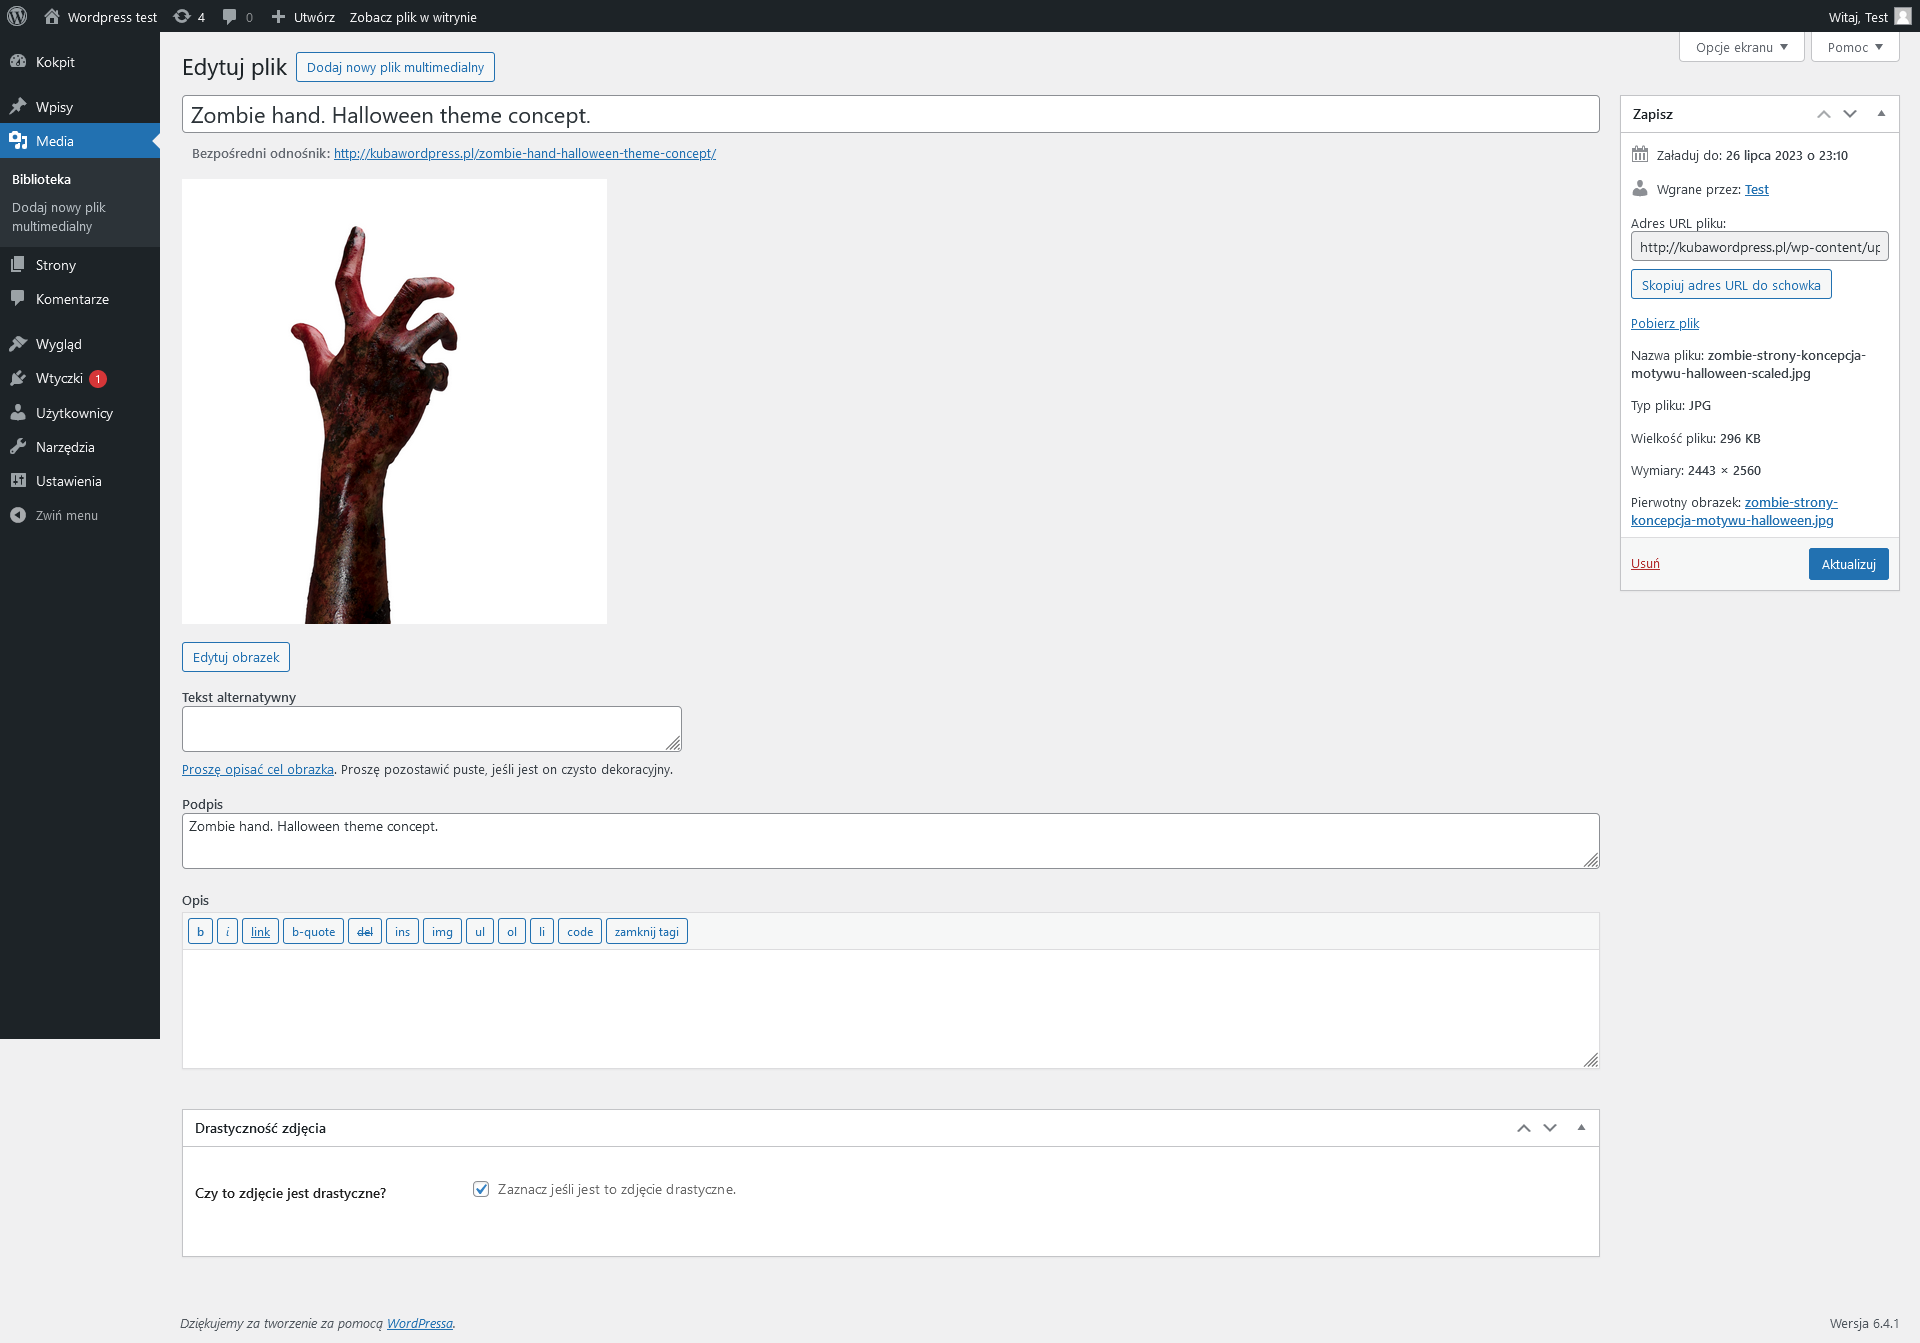 Wordpress test
4
0
Utwórz
Zobacz plik w witrynie
Witaj, Test
Kokpit
Wpisy
Media
Biblioteka
Dodaj nowy plik
multimedialny
Strony
Komentarze
Wygląd
Wtyczki 1
Użytkownicy
Narzędzia
Ustawienia
Zwiń menu
Opcje ekranu
Pomoc
Edytuj plik
Dodaj nowy plik multimedialny
Zombie hand. Halloween theme concept.
Bezpośredni odnośnik: http://kubawordpress.pl/zombie-hand-halloween-theme-concept/
Edytuj obrazek
Tekst alternatywny
Proszę opisać cel obrazka. Proszę pozostawić puste, jeśli jest on czysto dekoracyjny.
Podpis
Zombie hand. Halloween theme concept.
Opis
b i link b-quote del ins img ul ol li code zamknij tagi
Drastyczność zdjęcia
Czy to zdjęcie jest drastyczne?
Zaznacz jeśli jest to zdjęcie drastyczne.
Zapisz
Załaduj do: 26 lipca 2023 o 23:10
Wgrane przez: Test
Adres URL pliku:
http://kubawordpress.pl/wp-content/up
Skopiuj adres URL do schowka
Pobierz plik
Nazwa pliku: zombie-strony-koncepcja-
motywu-halloween-scaled.jpg
Typ pliku: JPG
Wielkość pliku: 296 KB
Wymiary: 2443 × 2560
Pierwotny obrazek: zombie-strony-
koncepcja-motywu-halloween.jpg
Usuń
Aktualizuj
Dziękujemy za tworzenie za pomocą WordPressa.
Wersja 6.4.1